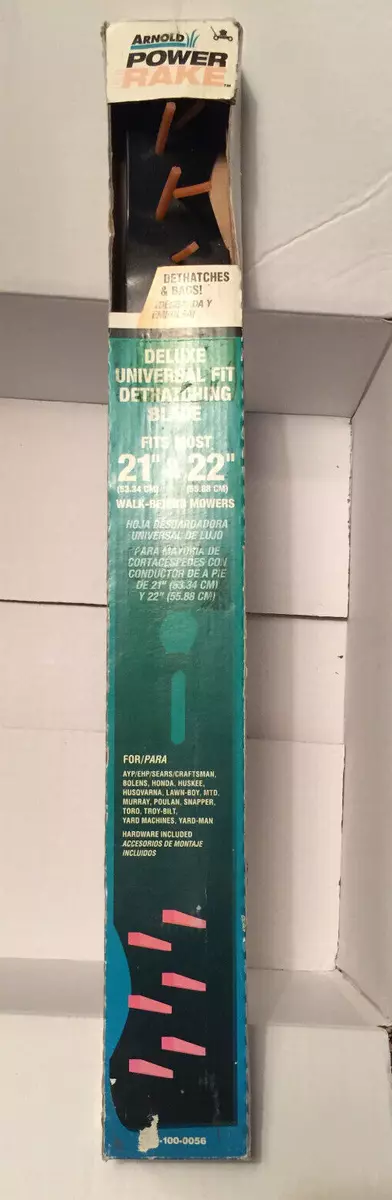 ARNOLD
POWER
RAKE™
DETHATCHES
& BAGS!
DELUXE
UNIVERSAL FIT
DETHATCHING
BLADE
FITS MOST
21" & 22"
(53.34 CM) (55.88 CM)
WALK-BEHIND MOWERS
HOJA DESBARDADORA
UNIVERSAL DE LUJO
PARA MAYORIA DE
CORTACESPEDES CON
CONDUCTOR DE A PIE
DE 21" (53.34 CM)
Y 22" (55.88 CM)
FOR/PARA
AYP/EHP/SEARS/CRAFTSMAN,
BOLENS, HONDA, HUSKEE,
HUSQVARNA, LAWN-BOY, MTD,
MURRAY, POULAN, SNAPPER,
TORO, TROY-BILT,
YARD MACHINES, YARD-MAN
HARDWARE INCLUDED
ACCESORIOS DE MONTAJE
INCLUIDOS
-100-0056